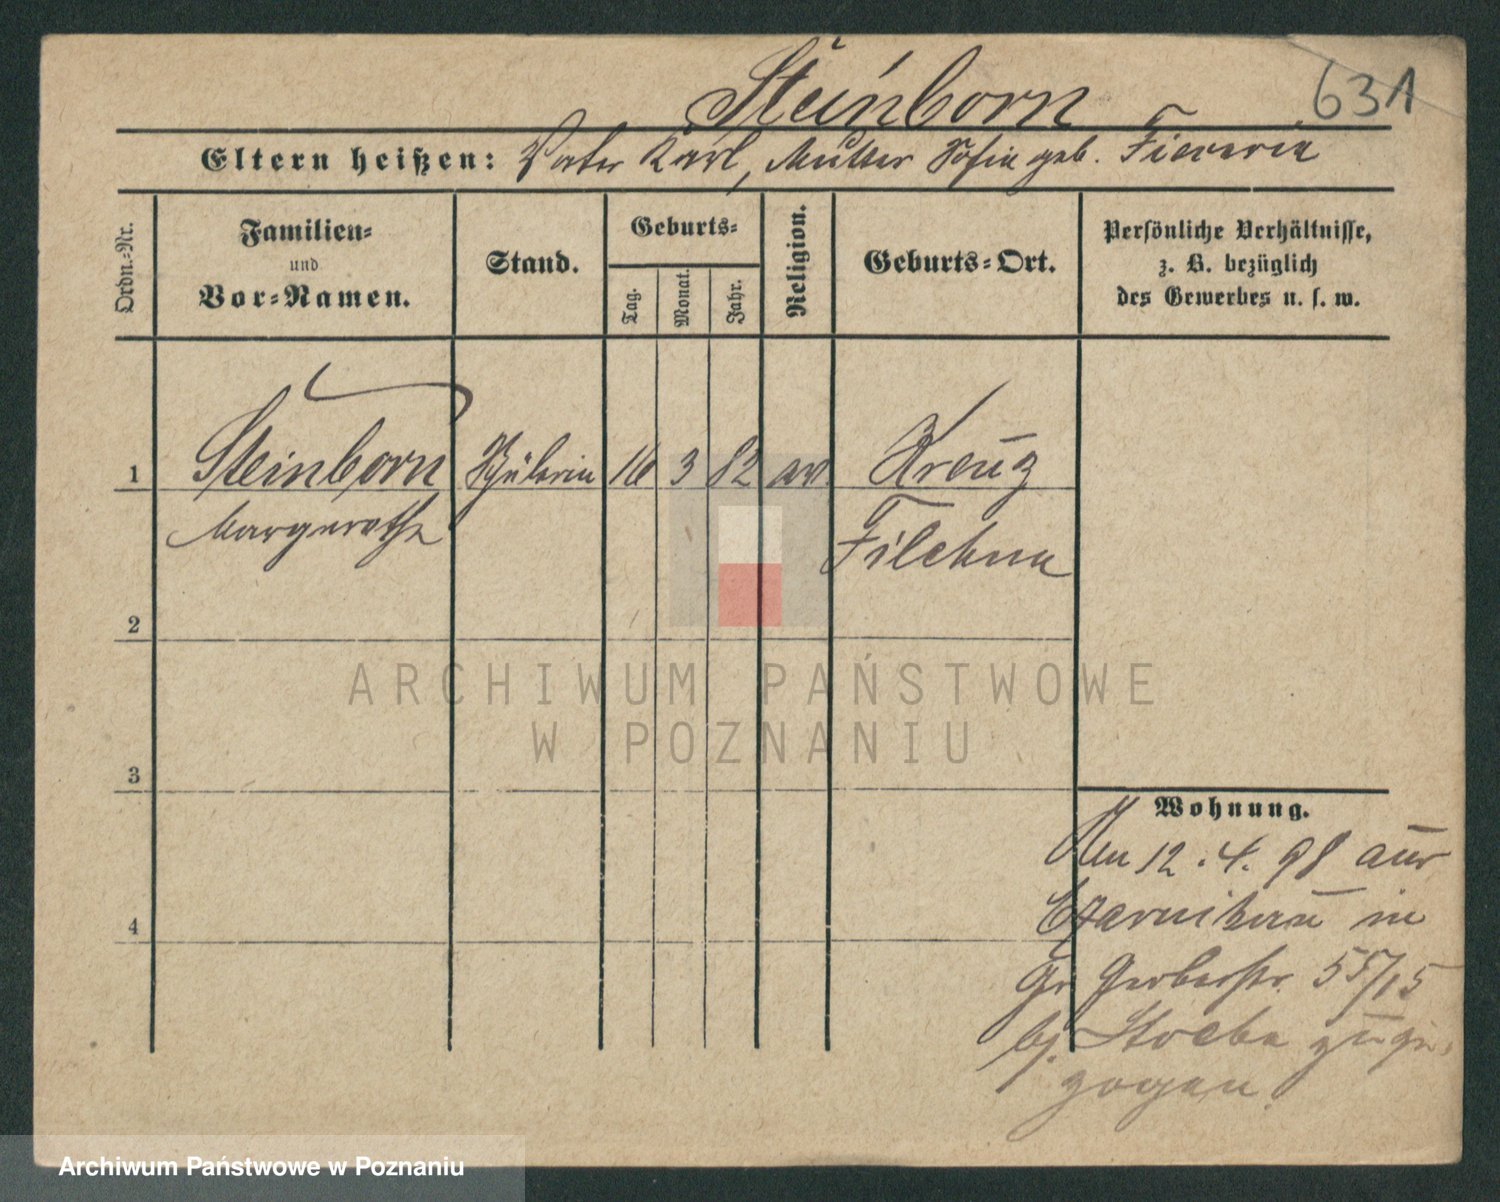 Steinborn
631
Eltern heißen: Vater Karl, Mutter Sofie geb.
Ordn.-Nr.
Familien-
und
Vor-Namen.
Stand.
Geburts-
Tag.
Monat.
Jahr.
Religion.
Geburts-Ort.
Persönliche Verhältnisse,
z. B. bezüglich
des Gewerbes u. s. w.
1
Steinborn
Schülerin
16
3
82
ev.
Kreuz
Margarethe
Filehne
2
3
4
Wohnung.
Am 12.4.98 aus
Czarnikau in
Gr Gerberstr. 55/15
bj. zuge
zogen.
ARCHIWUM PAŃSTWOWE
W POZNANIU
Archiwum Państwowe w Poznaniu